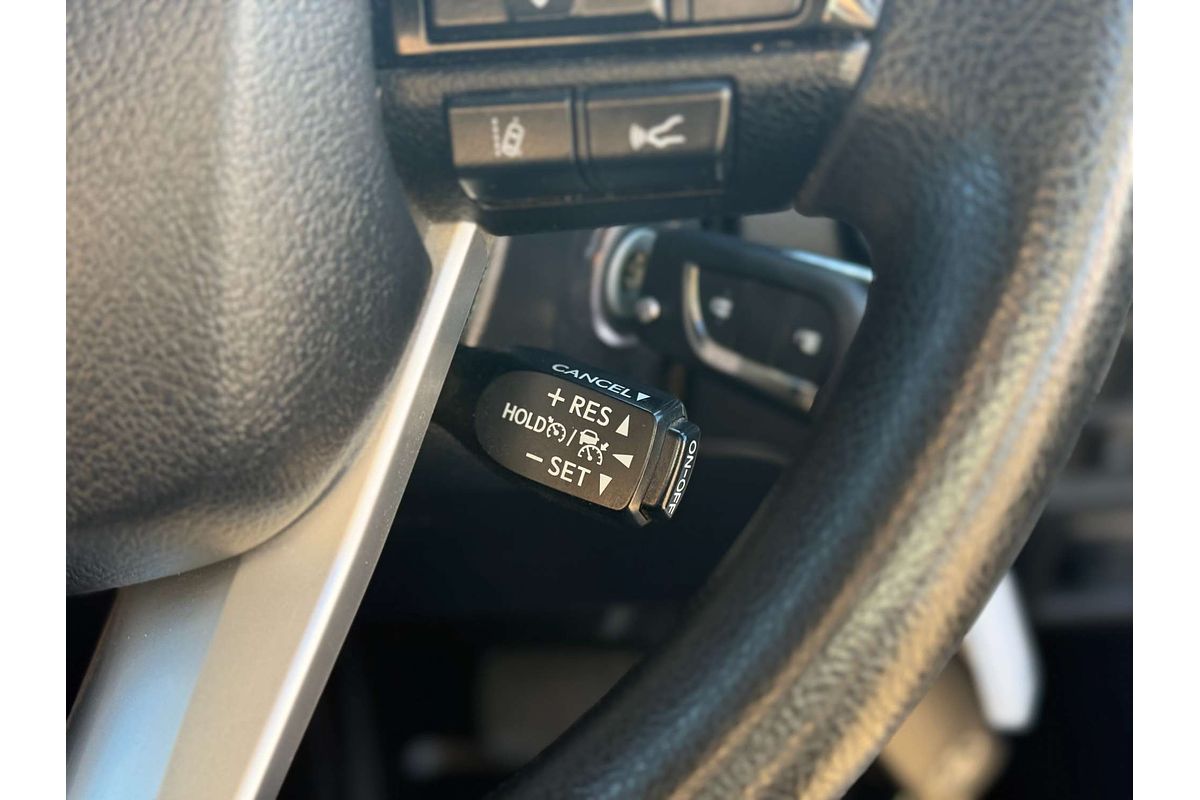 CANCEL▼
+ RES ▲
HOLD / ◀
− SET ▼
ON-OFF